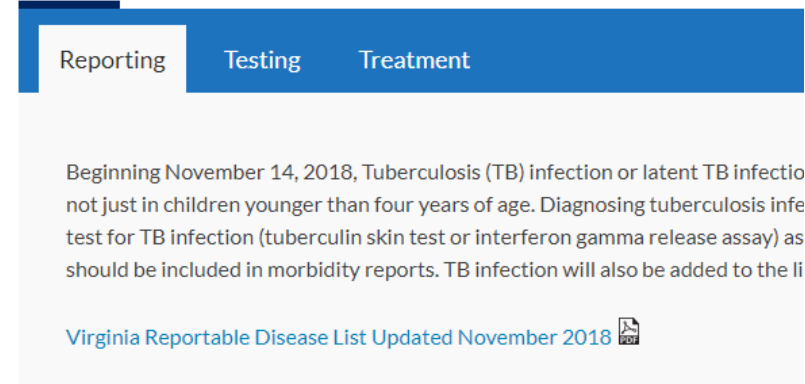 Reporting Testing Treatment
Beginning November 14, 2018, Tuberculosis (TB) infection or latent TB infectio
not just in children younger than four years of age. Diagnosing tuberculosis infe
test for TB infection (tuberculin skin test or interferon gamma release assay) as
should be included in morbidity reports. TB infection will also be added to the li
Virginia Reportable Disease List Updated November 2018 PDF